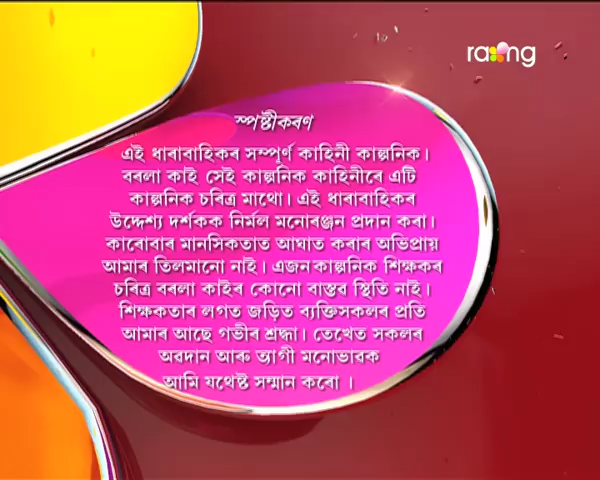 rang
স্পষ্টীকৰণ
এই ধাৰাবাহিকৰ সম্পূৰ্ণ কাহিনী কাল্পনিক।
বৰলা কাই সেই কাল্পনিক কাহিনীৰে এটি
কাল্পনিক চৰিত্ৰ মাথো। এই ধাৰাবাহিকৰ
উদ্দেশ্য দৰ্শকক নিৰ্মল মনোৰঞ্জন প্ৰদান কৰা।
কাৰোবাৰ মানসিকতাত আঘাত কৰাৰ অভিপ্ৰায়
আমাৰ তিলমানো নাই। এজন কাল্পনিক শিক্ষকৰ
চৰিত্ৰ বৰলা কাইৰ কোনো বাস্তৱ স্থিতি নাই।
শিক্ষকতাৰ লগত জড়িত ব্যক্তিসকলৰ প্ৰতি
আমাৰ আছে গভীৰ শ্ৰদ্ধা। তেখেত সকলৰ
অৱদান আৰু ত্যাগী মনোভাৱক
আমি যথেষ্ট সন্মান কৰো ।